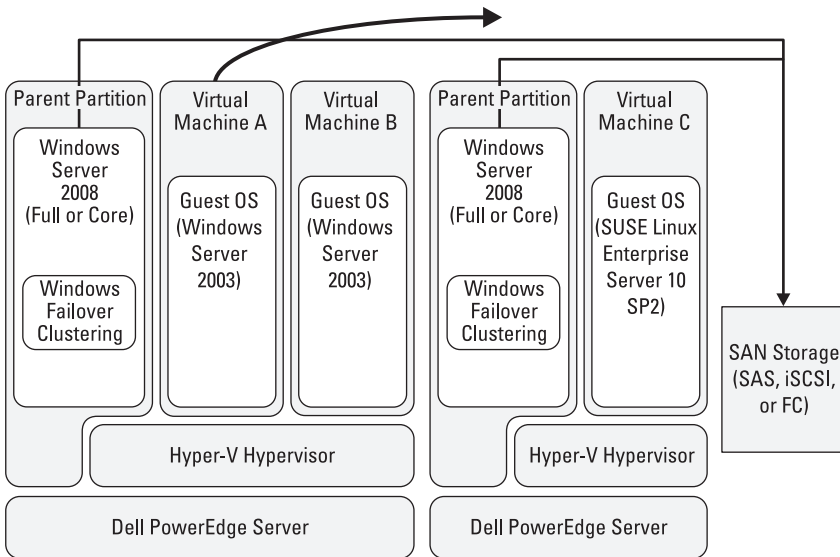 Parent Partition
Windows
Server
2008
(Full or Core)
Windows
Failover
Clustering
Virtual
Machine A
Guest OS
(Windows
Server
2003)
Virtual
Machine B
Guest OS
(Windows
Server
2003)
Hyper-V Hypervisor
Dell PowerEdge Server
Parent Partition
Windows
Server
2008
(Full or Core)
Windows
Failover
Clustering
Virtual
Machine C
Guest OS
(SUSE Linux
Enterprise
Server 10
SP2)
Hyper-V Hypervisor
Dell PowerEdge Server
SAN Storage
(SAS, iSCSI,
or FC)